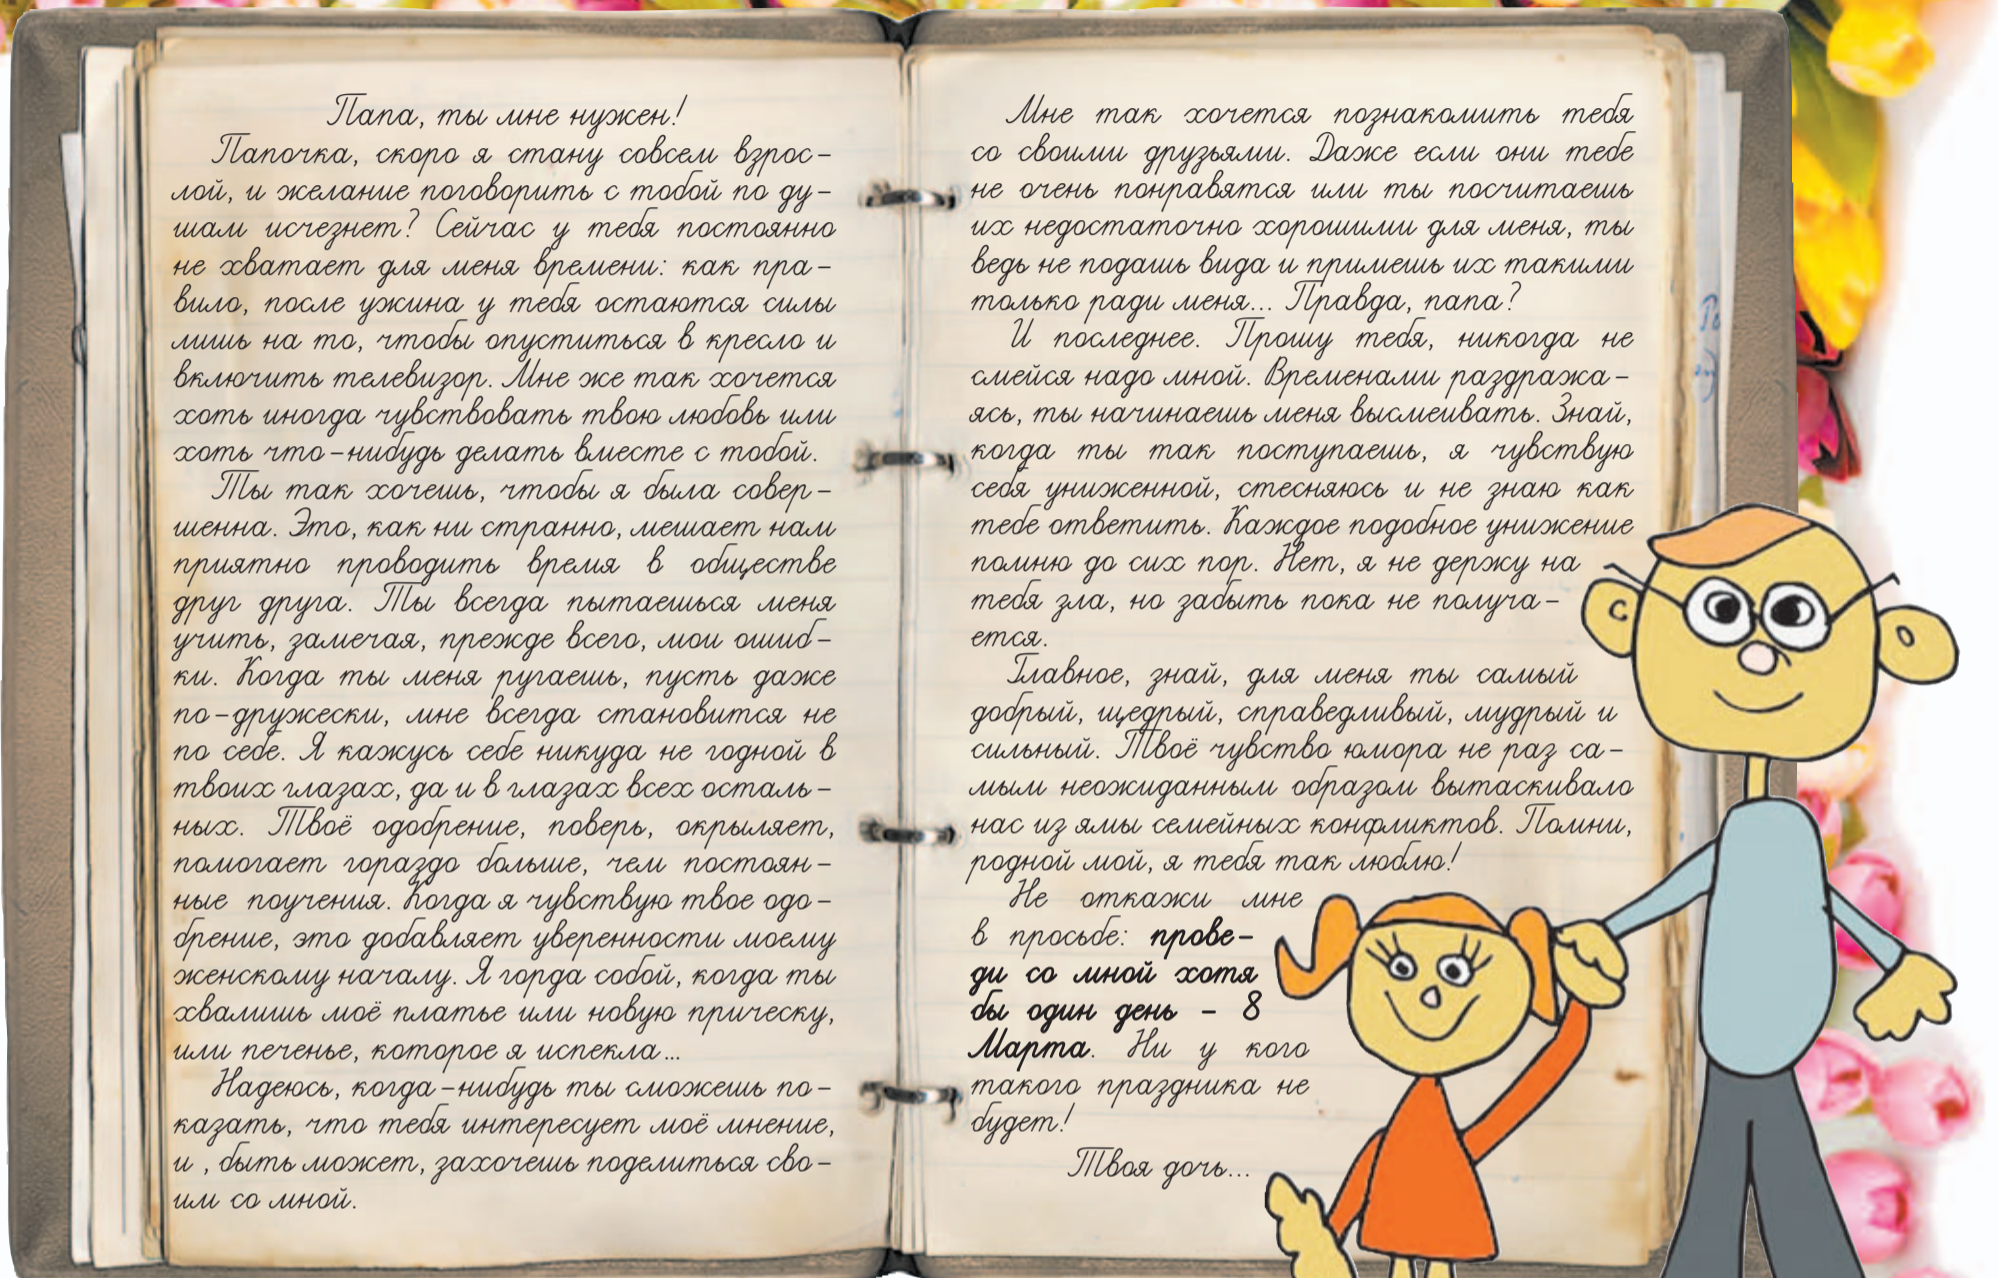 Папа, ты мне нужен!
Папочка, скоро я стану совсем взрос-
лой, и желание поговорить с тобой по ду-
шам исчезнет? Сейчас у тебя постоянно
не хватает для меня времени: как пра-
вило, после ужина у тебя остаются силы
лишь на то, чтобы опуститься в кресло и
включить телевизор. Мне же так хочется
хоть иногда чувствовать твою любовь или
хоть что-нибудь делать вместе с тобой.
Ты так хочешь, чтобы я была совер-
шенна. Это, как ни странно, мешает нам
приятно проводить время в обществе
друг друга. Ты всегда пытаешься меня
учить, замечая, прежде всего, мои ошиб-
ки. Когда ты меня ругаешь, пусть даже
по-дружески, мне всегда становится не
по себе. Я кажусь себе никуда не годной в
твоих глазах, да и в глазах всех осталь-
ных. Твоё одобрение, поверь, окрыляет,
помогает гораздо больше, чем постоян-
ные поучения. Когда я чувствую твое одо-
брение, это добавляет уверенности моему
женскому началу. Я горда собой, когда ты
хвалишь моё платье или новую прическу,
или печенье, которое я испекла...
Надеюсь, когда-нибудь ты сможешь по-
казать, что тебя интересует моё мнение,
и , быть может, захочешь поделиться сво-
им со мной.
Мне так хочется познакомить тебя
со своими друзьями. Даже если они тебе
не очень понравятся или ты посчитаешь
их недостаточно хорошими для меня, ты
ведь не подашь вида и примешь их такими
только ради меня... Правда, папа?
И последнее. Прошу тебя, никогда не
смейся надо мной. Временами раздража-
ясь, ты начинаешь меня высмеивать. Знай,
когда ты так поступаешь, я чувствую
себя униженной, стесняюсь и не знаю как
тебе ответить. Каждое подобное унижение
помню до сих пор. Нет, я не держу на
тебя зла, но забыть пока не получа-
ется.
Главное, знай, для меня ты самый
добрый, щедрый, справедливый, мудрый и
сильный. Твоё чувство юмора не раз са-
мым неожиданным образом вытаскивало
нас из ямы семейных конфликтов. Помни,
родной мой, я тебя так люблю!
Не откажи мне
в просьбе: прове-
ди со мной хотя
бы один день - 8
Марта. Ни у кого
такого праздника не
будет!
Твоя дочь...